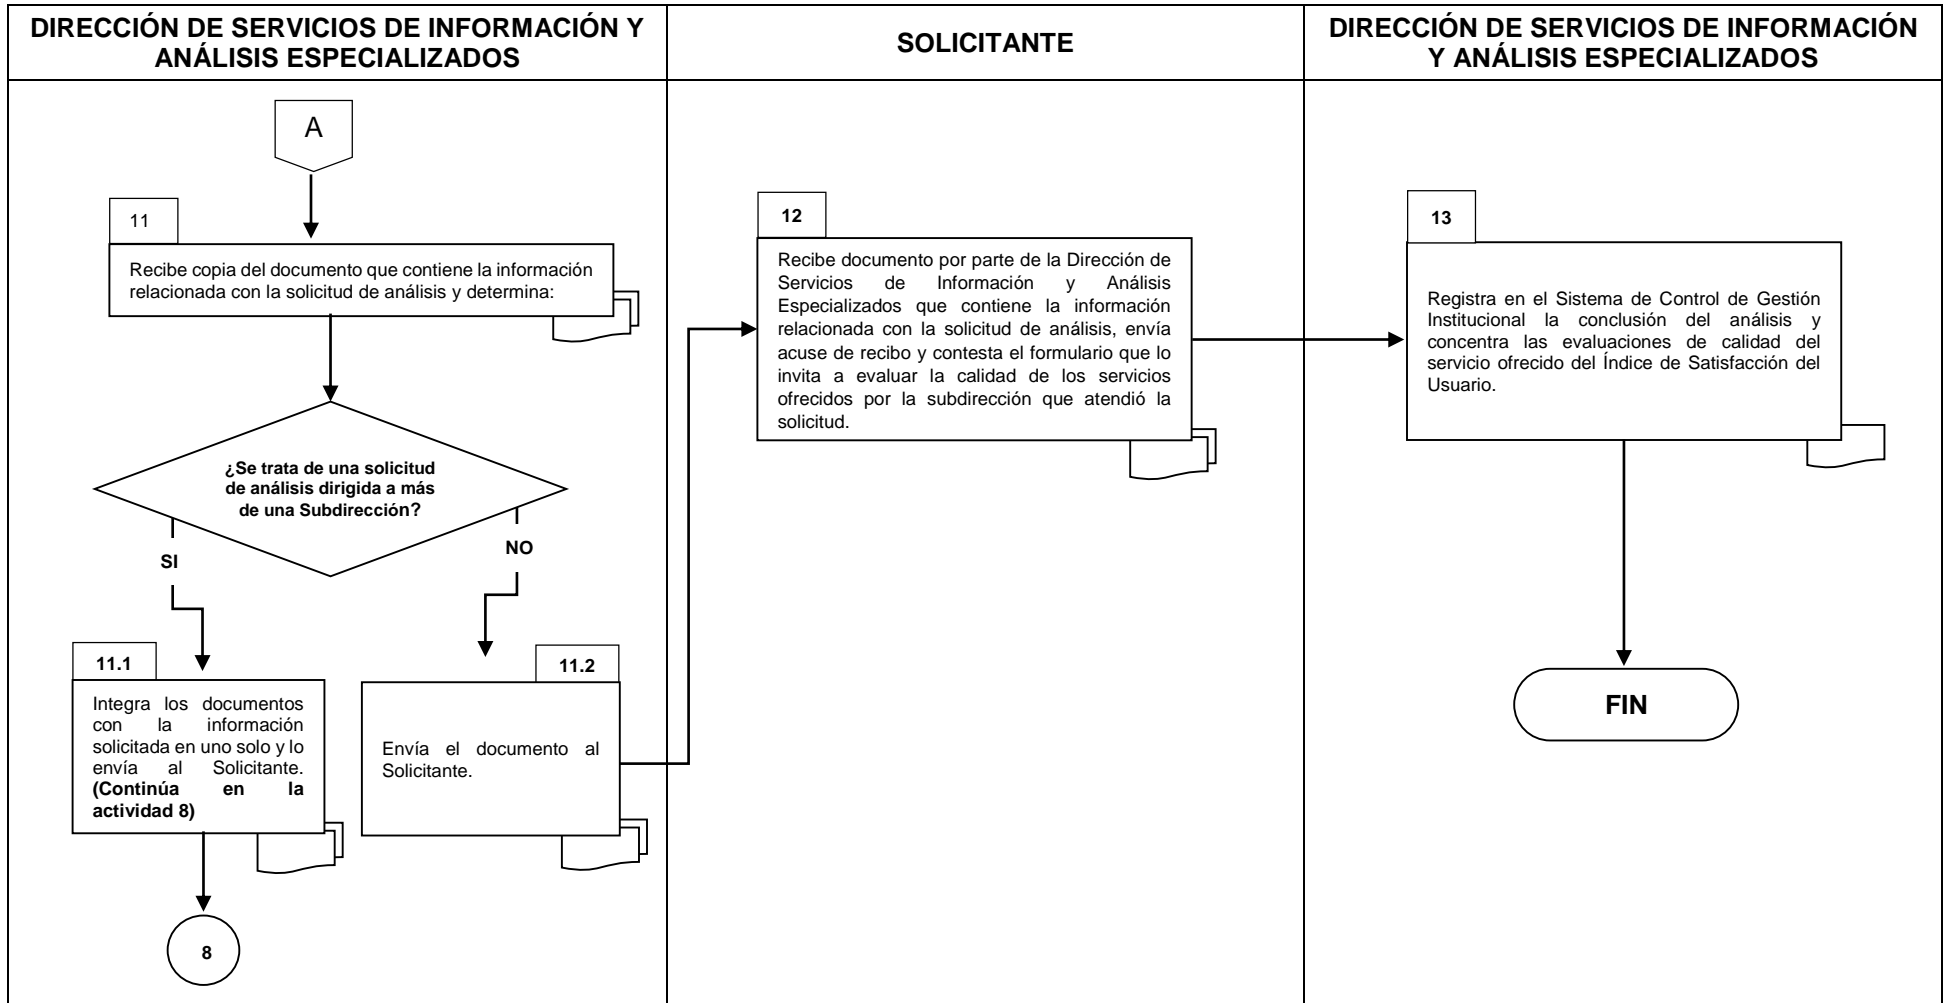 DIRECCIÓN DE SERVICIOS DE INFORMACIÓN Y
ANÁLISIS ESPECIALIZADOS
SOLICITANTE
DIRECCIÓN DE SERVICIOS DE INFORMACIÓN
Y ANÁLISIS ESPECIALIZADOS
A
11
Recibe copia del documento que contiene la información
relacionada con la solicitud de análisis y determina:
¿Se trata de una solicitud
de análisis dirigida a más
de una Subdirección?
SI
NO
11.1
Integra los documentos
con la información
solicitada en uno solo y lo
envía al Solicitante.
(Continúa en la
actividad 8)
8
11.2
Envía el documento al
Solicitante.
12
Recibe documento por parte de la Dirección de
Servicios de Información y Análisis
Especializados que contiene la información
relacionada con la solicitud de análisis, envía
acuse de recibo y contesta el formulario que lo
invita a evaluar la calidad de los servicios
ofrecidos por la subdirección que atendió la
solicitud.
13
Registra en el Sistema de Control de Gestión
Institucional la conclusión del análisis y
concentra las evaluaciones de calidad del
servicio ofrecido del Índice de Satisfacción del
Usuario.
FIN